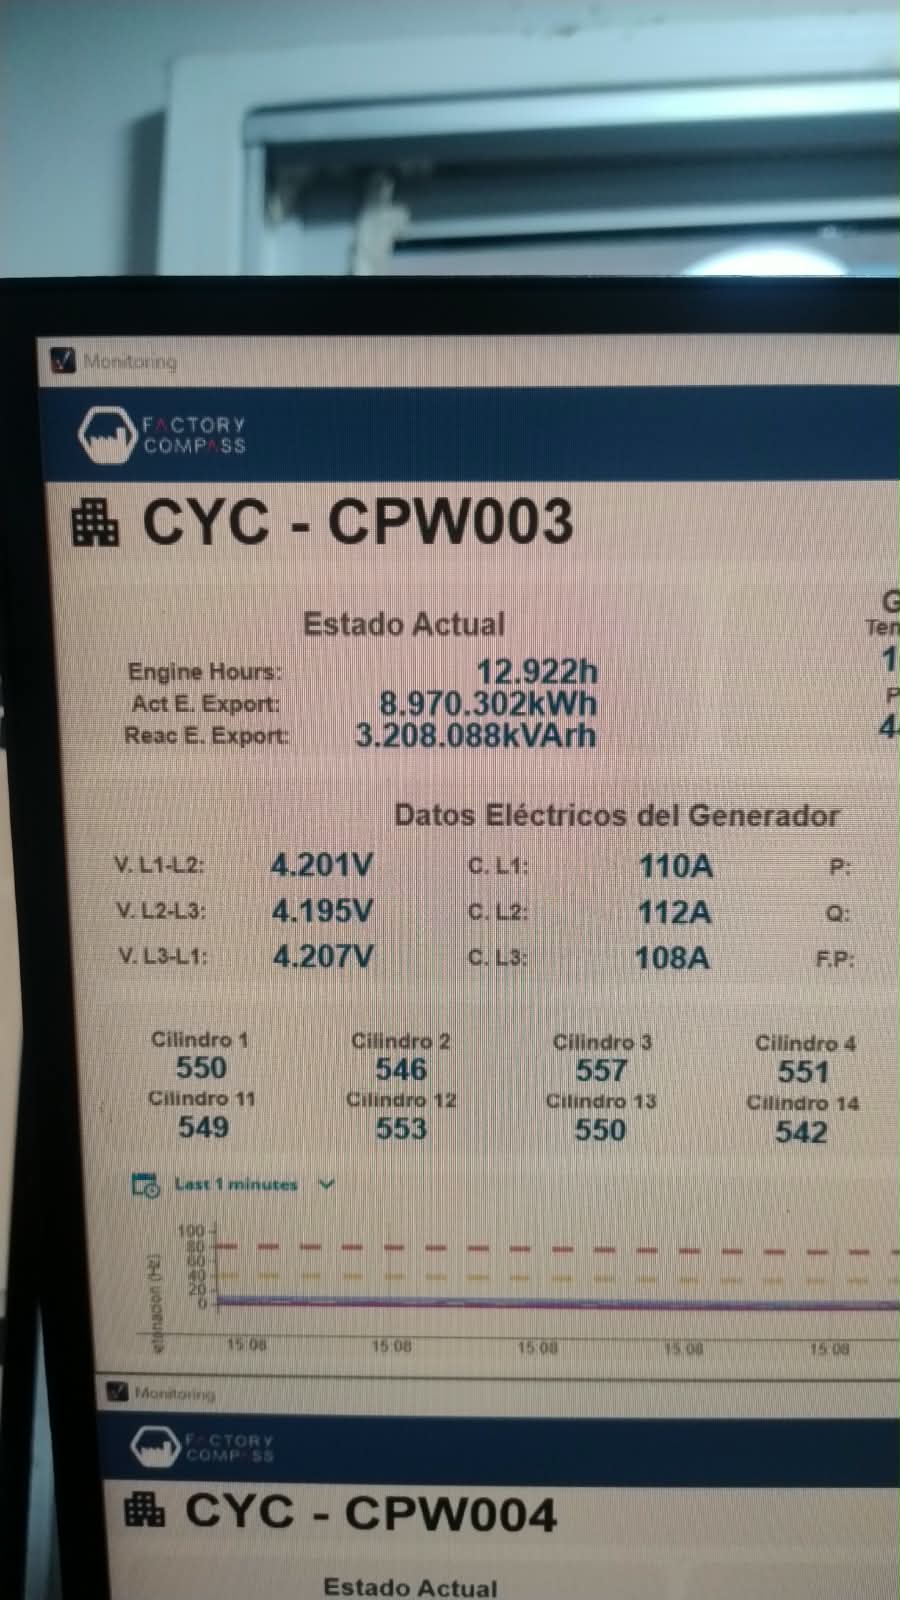 Monitoring
FACTORY
COMPASS
CYC - CPW003
Estado Actual
Engine Hours: 12.922h
Act E. Export: 8.970.302kWh
Reac E. Export: 3.208.088kVArh
Datos Eléctricos del Generador
V. L1-L2: 4.201V C. L1: 110A P:
V. L2-L3: 4.195V C. L2: 112A Q:
V. L3-L1: 4.207V C. L3: 108A F.P:
Cilindro 1 Cilindro 2 Cilindro 3 Cilindro 4
550 546 557 551
Cilindro 11 Cilindro 12 Cilindro 13 Cilindro 14
549 553 550 542
Last 1 minutes
100
80
60
40
20
0
15:08 15:08 15:08 15:08 15:08
Monitoring
FACTORY
COMPASS
CYC - CPW004
Estado Actual